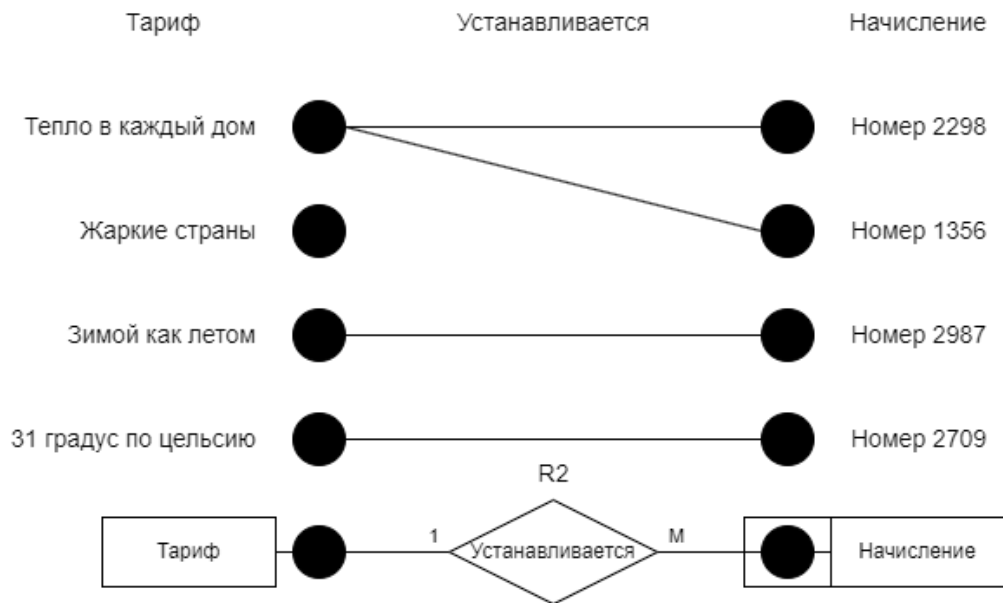 Тариф Устанавливается Начисление
Тепло в каждый дом Номер 2298
Жаркие страны Номер 1356
Зимой как летом Номер 2987
31 градус по цельсию Номер 2709
R2
Тариф 1 Устанавливается M Начисление